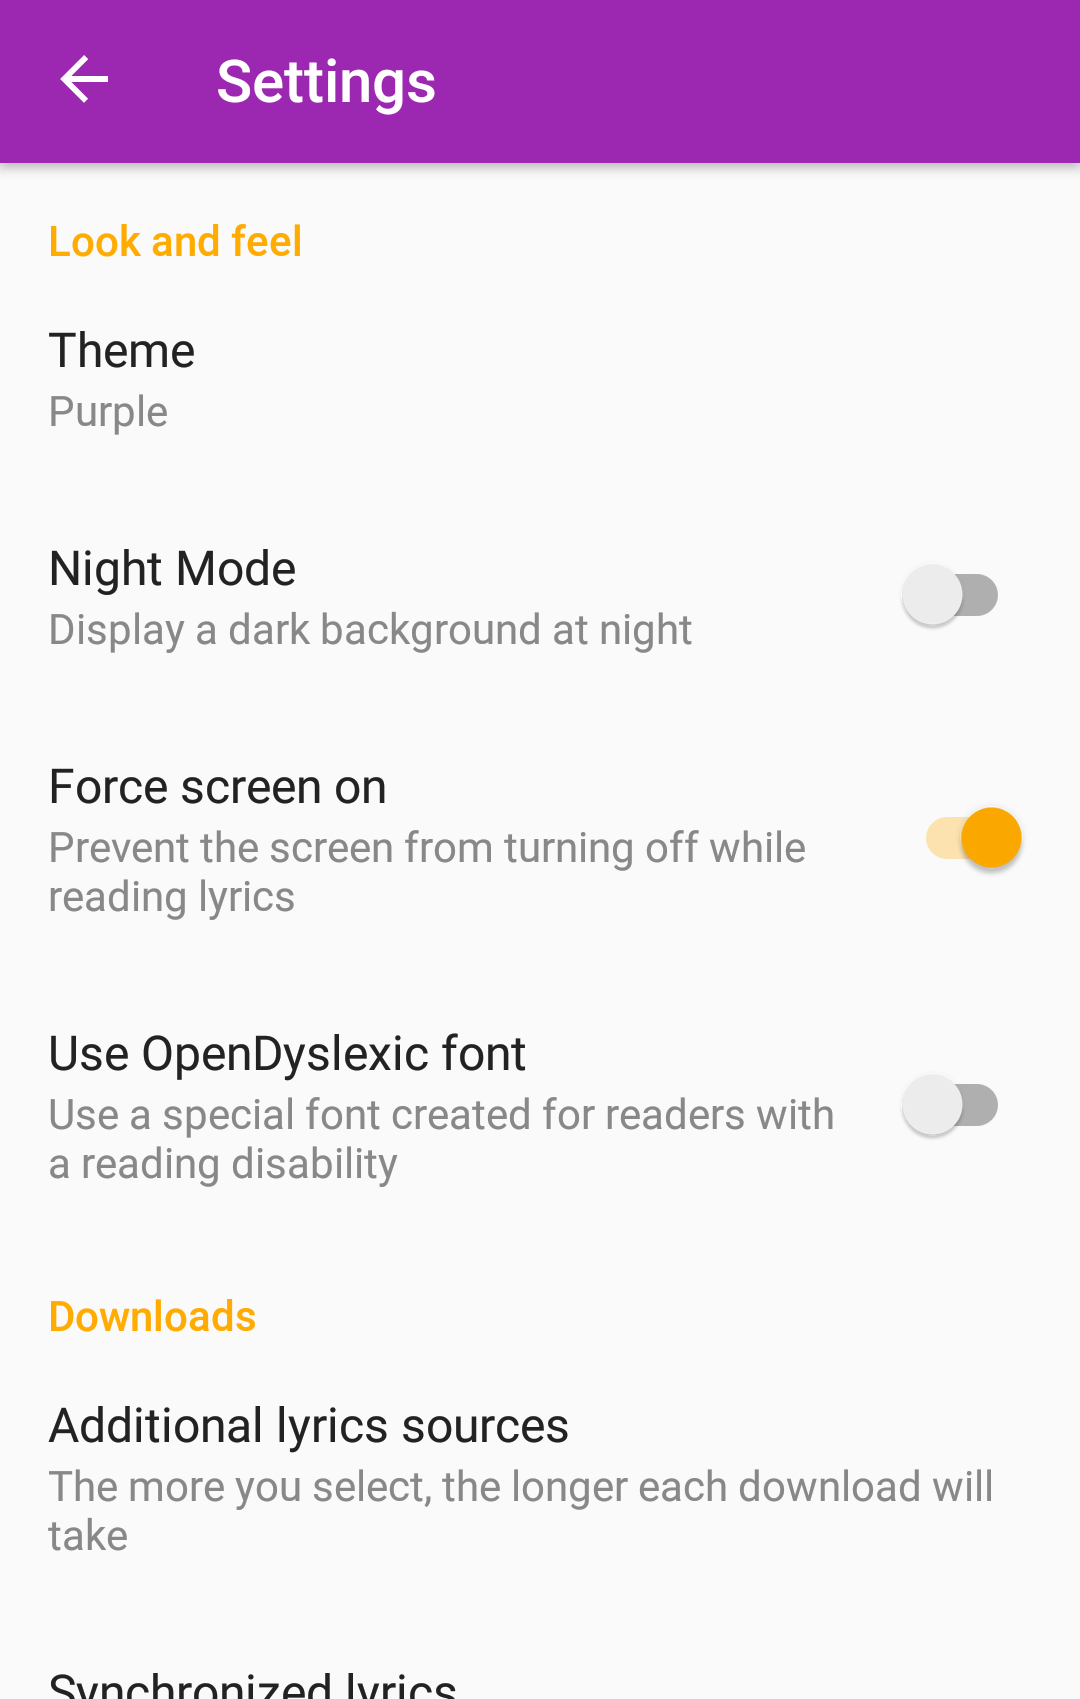 Settings
Look and feel
Theme
Purple
Night Mode
Display a dark background at night
Force screen on
Prevent the screen from turning off while
reading lyrics
Use OpenDyslexic font
Use a special font created for readers with
a reading disability
Downloads
Additional lyrics sources
The more you select, the longer each download will
take
Synchronized lyrics